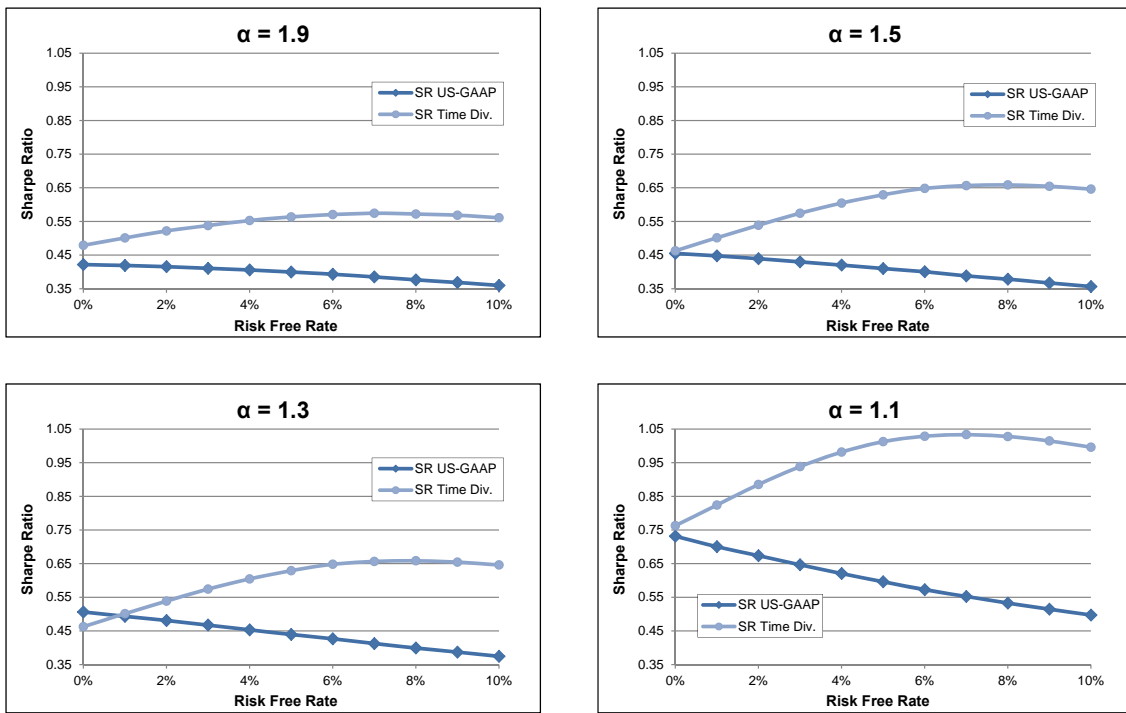 α = 1.9
1.05
0.95
0.85
0.75
0.65
0.55
0.45
0.35
Sharpe Ratio
SR US-GAAP
SR Time Div.
0% 2% 4% 6% 8% 10%
Risk Free Rate
α = 1.5
1.05
0.95
0.85
0.75
0.65
0.55
0.45
0.35
Sharpe Ratio
SR US-GAAP
SR Time Div.
0% 2% 4% 6% 8% 10%
Risk Free Rate
α = 1.3
1.05
0.95
0.85
0.75
0.65
0.55
0.45
0.35
Sharpe Ratio
SR US-GAAP
SR Time Div.
0% 2% 4% 6% 8% 10%
Risk Free Rate
α = 1.1
1.05
0.95
0.85
0.75
0.65
0.55
0.45
0.35
Sharpe Ratio
SR US-GAAP
SR Time Div.
0% 2% 4% 6% 8% 10%
Risk Free Rate